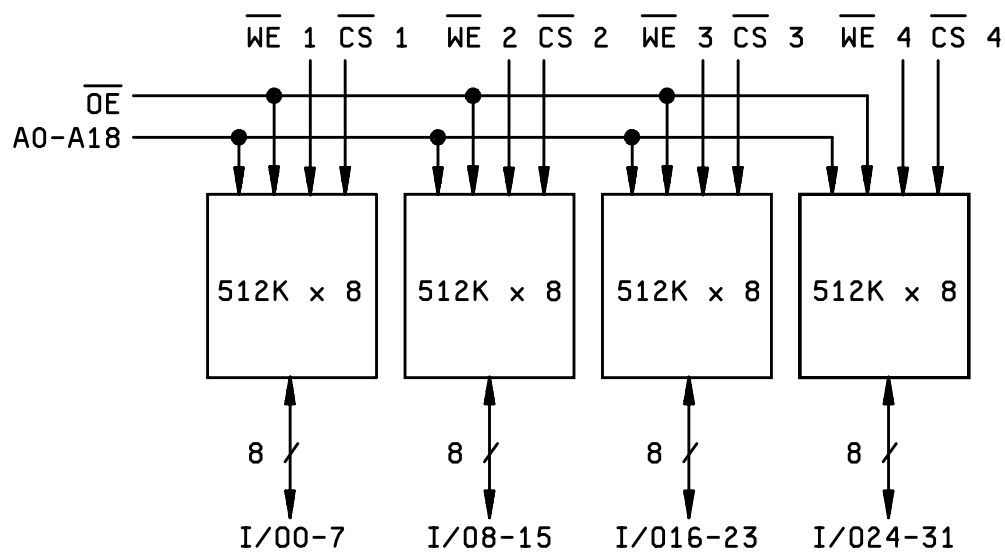 WE 1 CS 1 WE 2 CS 2 WE 3 CS 3 WE 4 CS 4
OE
A0-A18
512K x 8 512K x 8 512K x 8 512K x 8
8 8 8 8
I/O0-7 I/O8-15 I/O16-23 I/O24-31